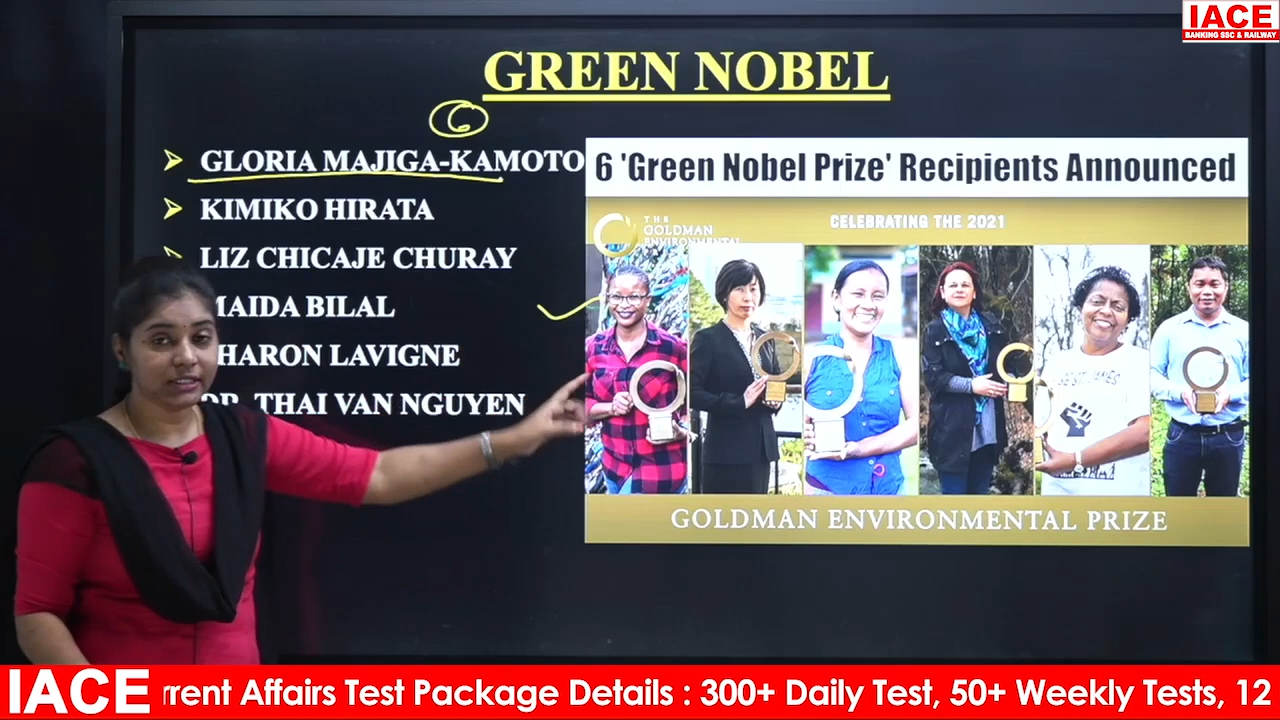 IACE
BANKING SSC & RAILWAY
GREEN NOBEL
6
GLORIA MAJIGA-KAMOTO
KIMIKO HIRATA
LIZ CHICAJE CHURAY
MAIDA BILAL
HARON LAVIGNE
DR. THAI VAN NGUYEN
6 'Green Nobel Prize' Recipients Announced
THE
GOLDMAN
ENVIRONMENTAL
CELEBRATING THE 2021
GOLDMAN ENVIRONMENTAL PRIZE
IACE rrent Affairs Test Package Details : 300+ Daily Test, 50+ Weekly Tests, 12